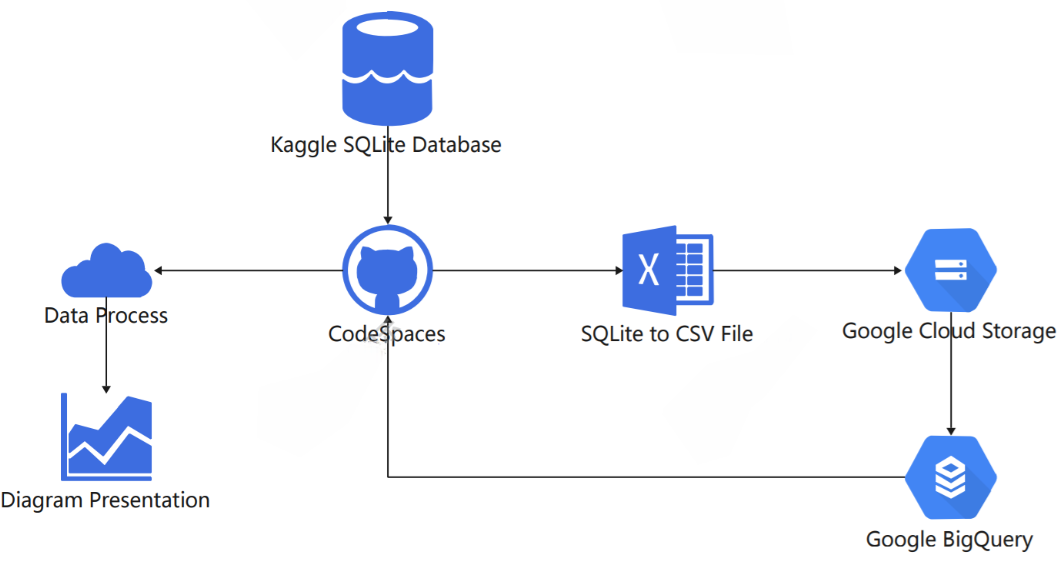 Kaggle SQLite Database
X
Data Process
CodeSpaces
SQLite to CSV File
Google Cloud Storage
Diagram Presentation
Google BigQuery